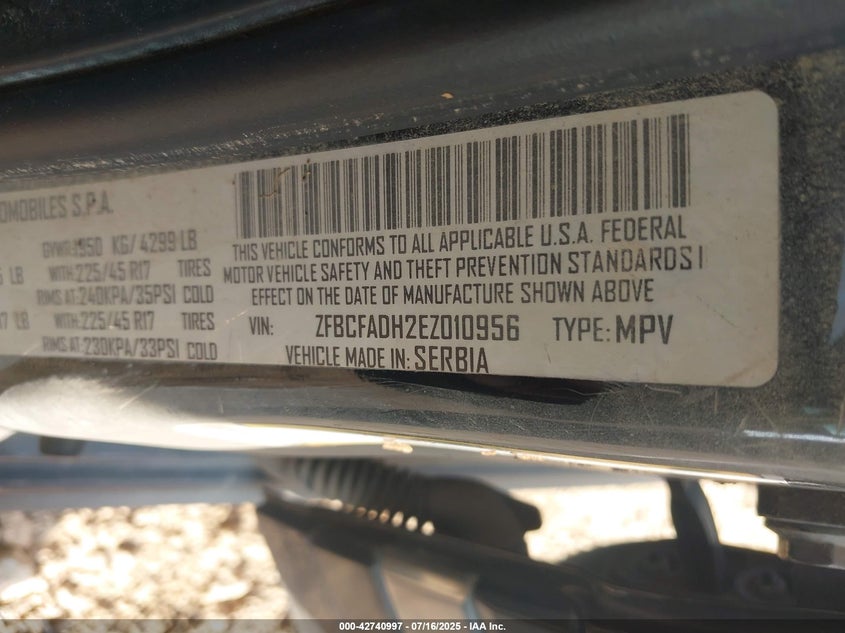 OMOBILES S.P.A.
GVWR:1950 KG/ 4299 LB
LB WITH:225/45 R17 TIRES
RIMS AT:240KPA/35PSI COLD
LB WITH:225/45 R17 TIRES
RIMS AT:230KPA/33PSI COLD
THIS VEHICLE CONFORMS TO ALL APPLICABLE U.S.A. FEDERAL
MOTOR VEHICLE SAFETY AND THEFT PREVENTION STANDARDS I
EFFECT ON THE DATE OF MANUFACTURE SHOWN ABOVE
VIN: ZFBCFADH2EZ010956 TYPE: MPV
VEHICLE MADE IN: SERBIA
000-42740997 07/16/2025 - IAA Inc.